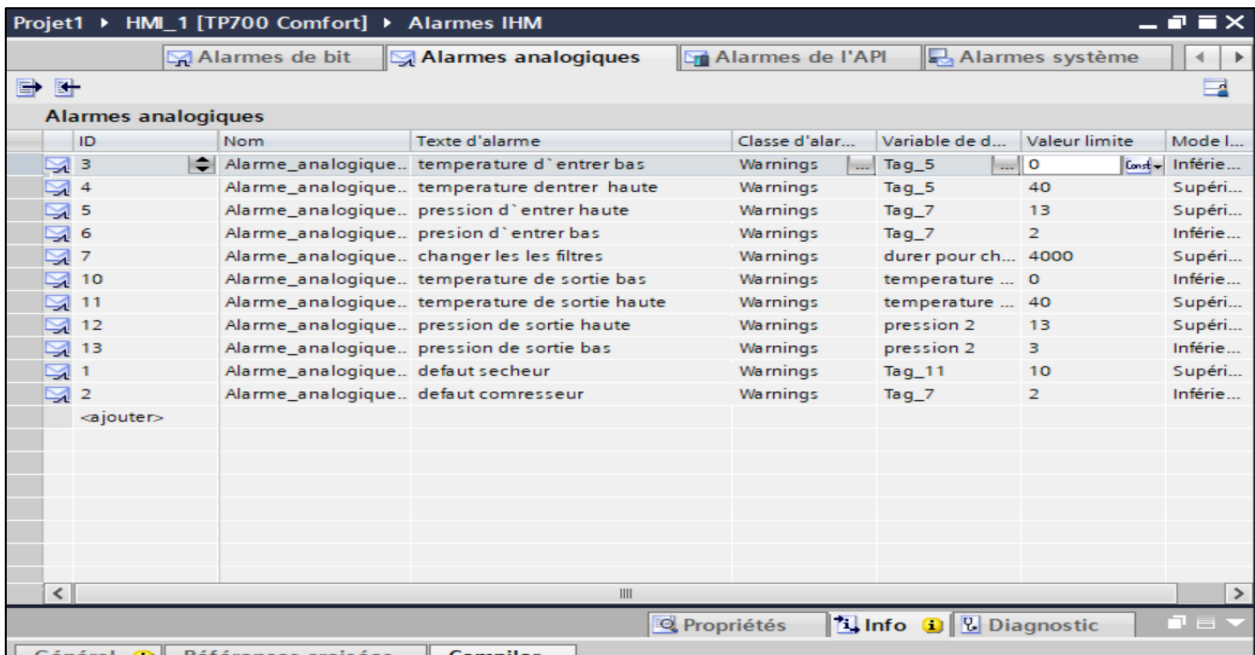 Projet1 ▸ HMI_1 [TP700 Comfort] ▸ Alarmes IHM
Alarmes de bit Alarmes analogiques Alarmes de l'API Alarmes système
Alarmes analogiques
ID Nom Texte d'alarme Classe d'alar... Variable de d... Valeur limite Mode l...
3 Alarme_analogique.. temperature d`entrer bas Warnings ... Tag_5 ... 0 Const Inférie...
4 Alarme_analogique.. temperature dentrer haute Warnings Tag_5 40 Supéri...
5 Alarme_analogique.. pression d`entrer haute Warnings Tag_7 13 Supéri...
6 Alarme_analogique.. presion d`entrer bas Warnings Tag_7 2 Inférie...
7 Alarme_analogique.. changer les les filtres Warnings durer pour ch... 4000 Supéri...
10 Alarme_analogique.. temperature de sortie bas Warnings temperature ... 0 Inférie...
11 Alarme_analogique.. temperature de sortie haute Warnings temperature ... 40 Supéri...
12 Alarme_analogique.. pression de sortie haute Warnings pression 2 13 Supéri...
13 Alarme_analogique.. pression de sortie bas Warnings pression 2 3 Inférie...
1 Alarme_analogique.. defaut secheur Warnings Tag_11 10 Supéri...
2 Alarme_analogique.. defaut comresseur Warnings Tag_7 2 Inférie...
<ajouter>
Propriétés Info Diagnostic
Général Références croisées Compiler